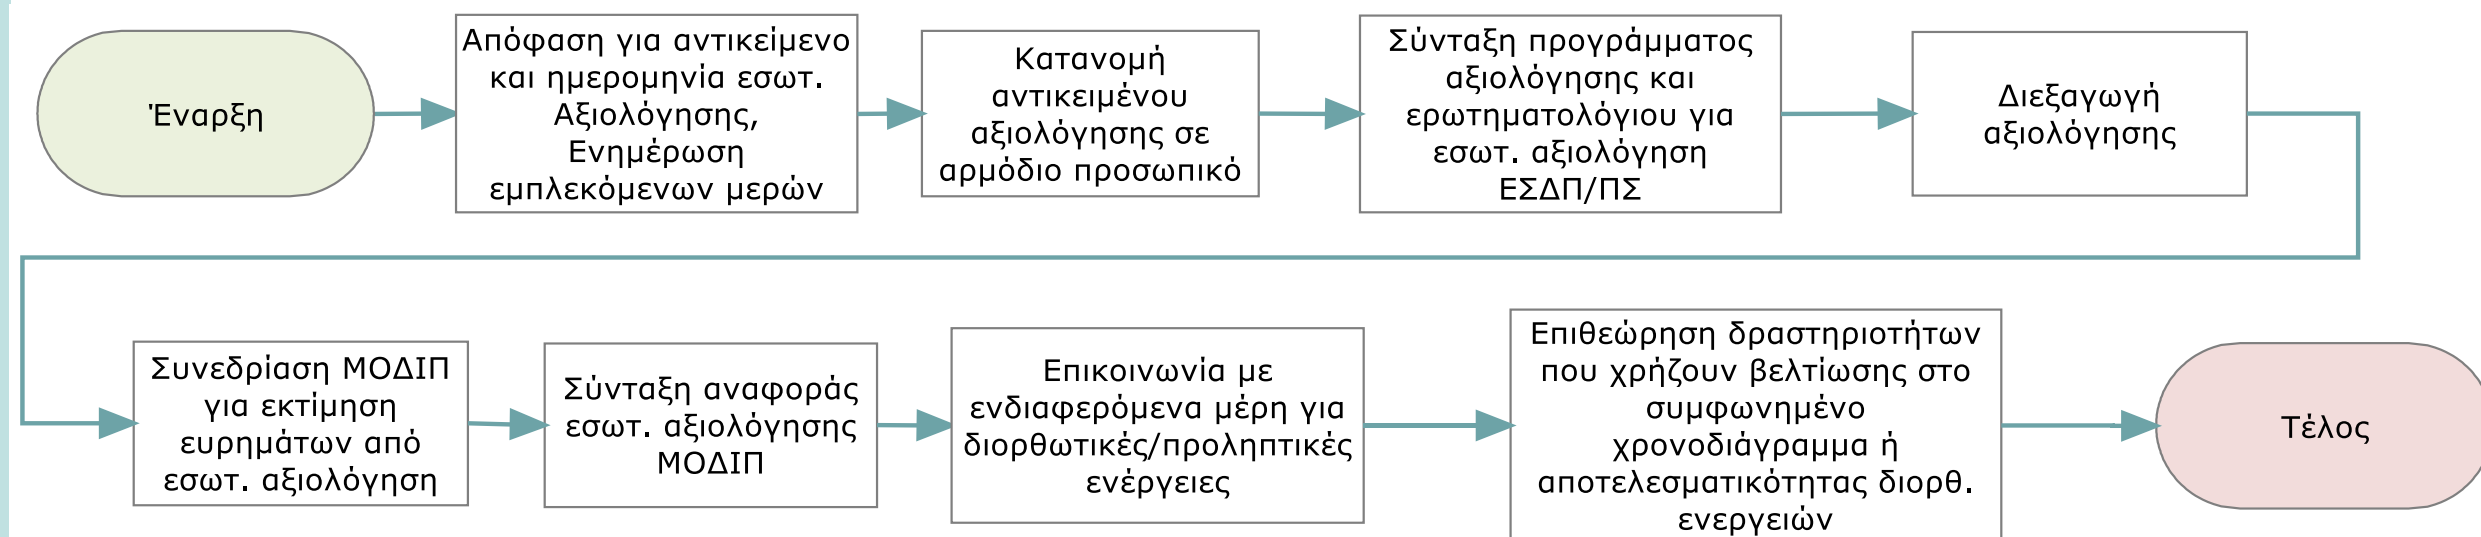 Έναρξη
Απόφαση για αντικείμενο
και ημερομηνία εσωτ.
Αξιολόγησης,
Ενημέρωση
εμπλεκόμενων μερών
Κατανομή
αντικειμένου
αξιολόγησης σε
αρμόδιο προσωπικό
Σύνταξη προγράμματος
αξιολόγησης και
ερωτηματολόγιου για
εσωτ. αξιολόγηση
ΕΣΔΠ/ΠΣ
Διεξαγωγή
αξιολόγησης
Συνεδρίαση ΜΟΔΙΠ
για εκτίμηση
ευρημάτων από
εσωτ. αξιολόγηση
Σύνταξη αναφοράς
εσωτ. αξιολόγησης
ΜΟΔΙΠ
Επικοινωνία με
ενδιαφερόμενα μέρη για
διορθωτικές/προληπτικές
ενέργειες
Επιθεώρηση δραστηριοτήτων
που χρήζουν βελτίωσης στο
συμφωνημένο
χρονοδιάγραμμα ή
αποτελεσματικότητας διορθ.
ενεργειών
Τέλος